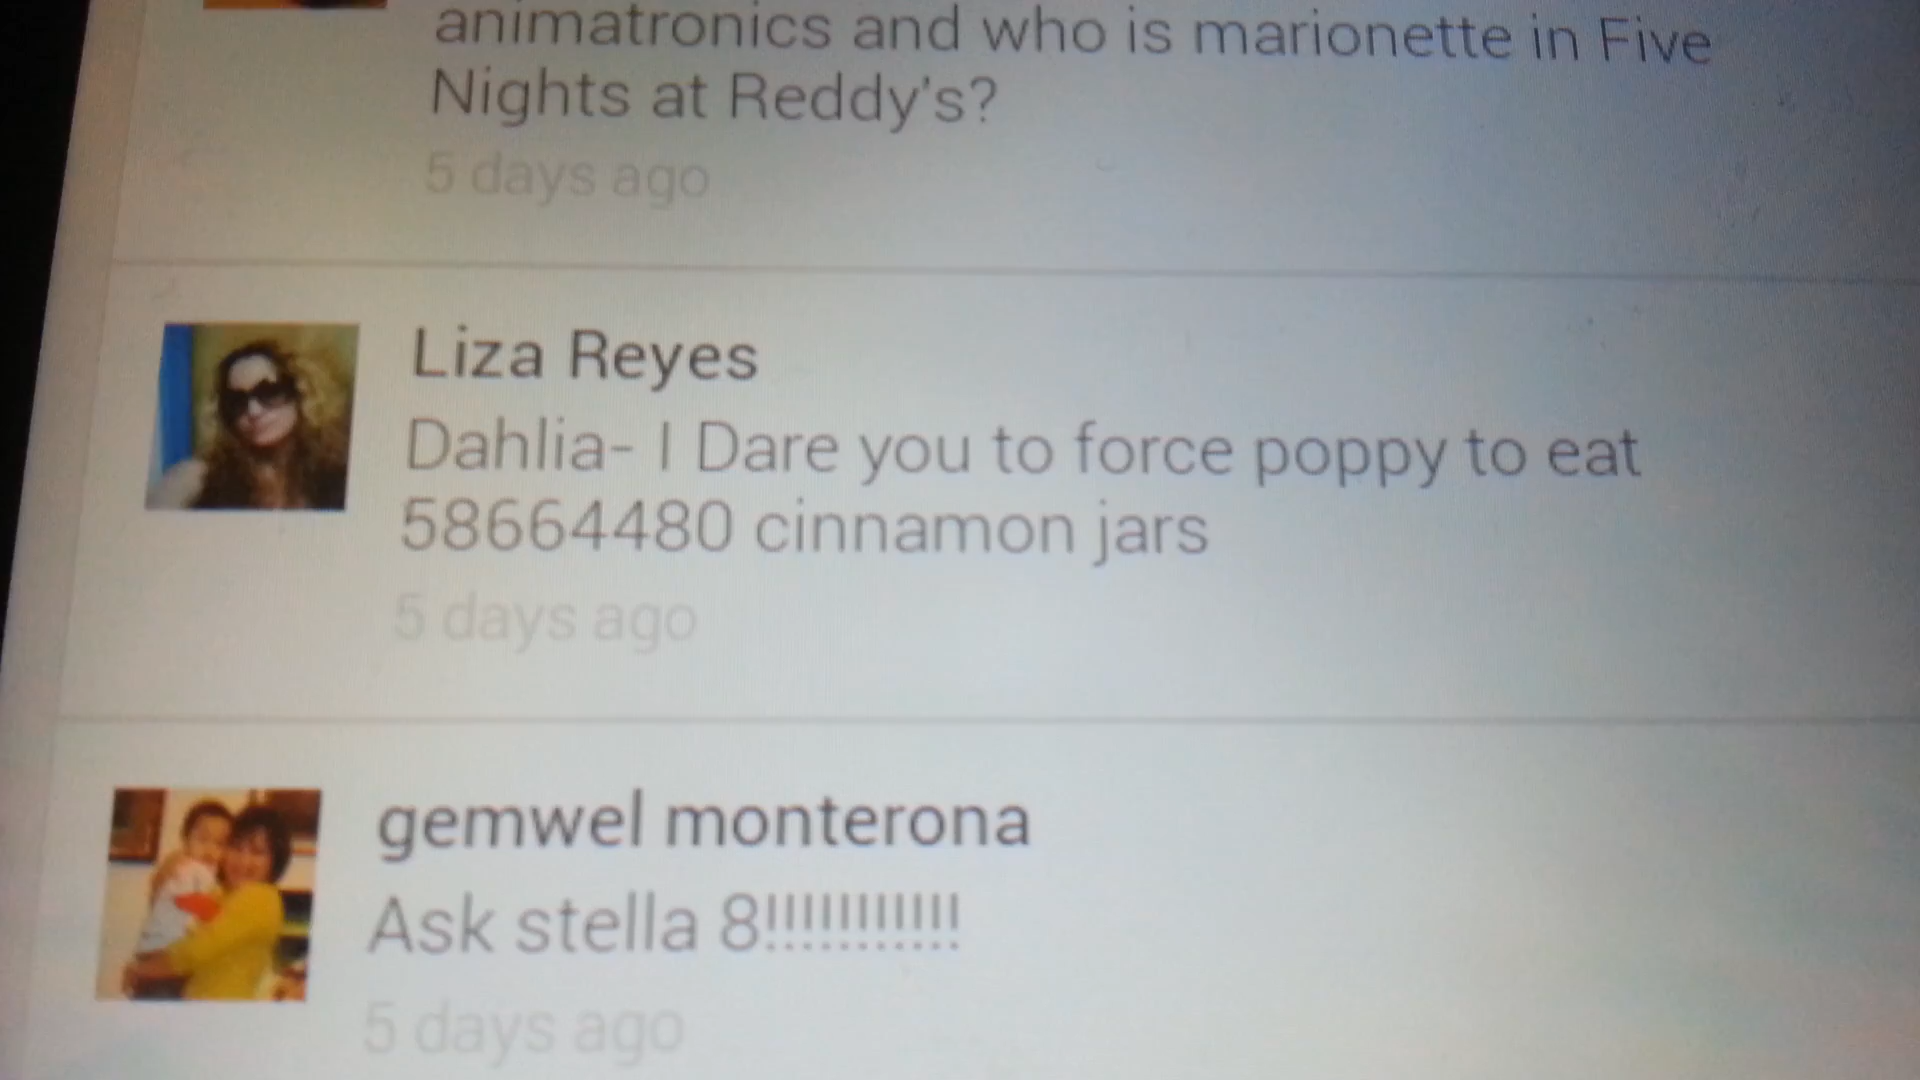 animatronics and who is marionette in Five
Nights at Reddy's?
5 days ago
Liza Reyes
Dahlia- I Dare you to force poppy to eat
58664480 cinnamon jars
5 days ago
gemwel monterona
Ask stella 8!!!!!!!!!!!
5 days ago